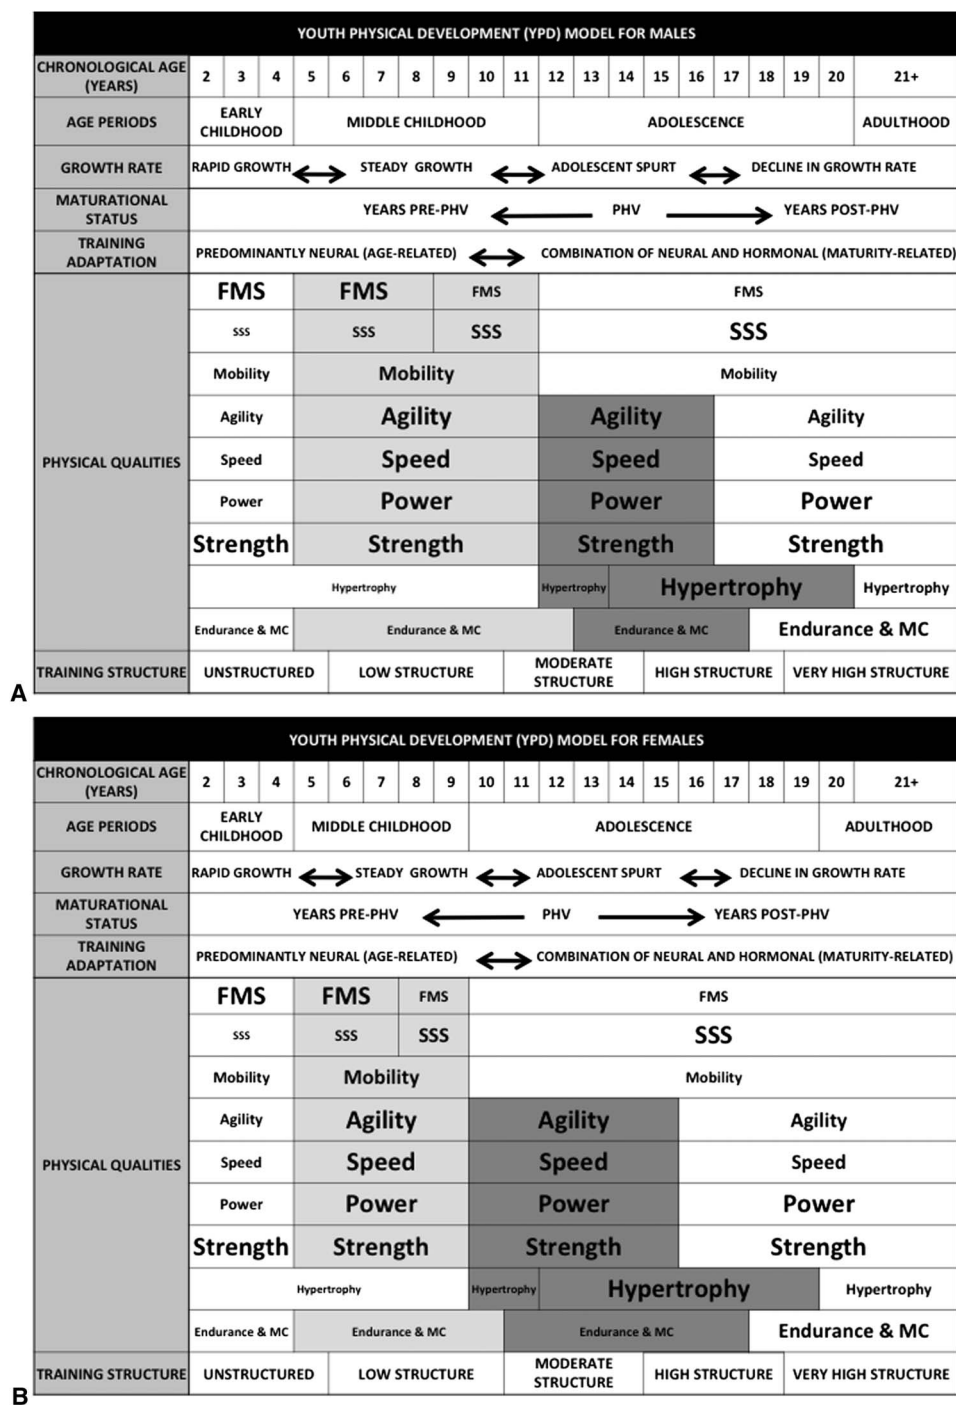 YOUTH PHYSICAL DEVELOPMENT (YPD) MODEL FOR MALES
CHRONOLOGICAL AGE (YEARS) 2 3 4 5 6 7 8 9 10 11 12 13 14 15 16 17 18 19 20 21+
AGE PERIODS EARLY CHILDHOOD MIDDLE CHILDHOOD ADOLESCENCE ADULTHOOD
GROWTH RATE RAPID GROWTH STEADY GROWTH ADOLESCENT SPURT DECLINE IN GROWTH RATE
MATURATIONAL STATUS YEARS PRE-PHV PHV YEARS POST-PHV
TRAINING ADAPTATION PREDOMINANTLY NEURAL (AGE-RELATED) COMBINATION OF NEURAL AND HORMONAL (MATURITY-RELATED)
PHYSICAL QUALITIES
FMS FMS FMS FMS
SSS SSS SSS SSS
Mobility Mobility Mobility
Agility Agility Agility Agility
Speed Speed Speed Speed
Power Power Power Power
Strength Strength Strength Strength
Hypertrophy Hypertrophy Hypertrophy Hypertrophy
Endurance & MC Endurance & MC Endurance & MC Endurance & MC
TRAINING STRUCTURE UNSTRUCTURED LOW STRUCTURE MODERATE STRUCTURE HIGH STRUCTURE VERY HIGH STRUCTURE
A
YOUTH PHYSICAL DEVELOPMENT (YPD) MODEL FOR FEMALES
CHRONOLOGICAL AGE (YEARS) 2 3 4 5 6 7 8 9 10 11 12 13 14 15 16 17 18 19 20 21+
AGE PERIODS EARLY CHILDHOOD MIDDLE CHILDHOOD ADOLESCENCE ADULTHOOD
GROWTH RATE RAPID GROWTH STEADY GROWTH ADOLESCENT SPURT DECLINE IN GROWTH RATE
MATURATIONAL STATUS YEARS PRE-PHV PHV YEARS POST-PHV
TRAINING ADAPTATION PREDOMINANTLY NEURAL (AGE-RELATED) COMBINATION OF NEURAL AND HORMONAL (MATURITY-RELATED)
PHYSICAL QUALITIES
FMS FMS FMS FMS
SSS SSS SSS SSS
Mobility Mobility Mobility
Agility Agility Agility Agility
Speed Speed Speed Speed
Power Power Power Power
Strength Strength Strength Strength
Hypertrophy Hypertrophy Hypertrophy Hypertrophy
Endurance & MC Endurance & MC Endurance & MC Endurance & MC
TRAINING STRUCTURE UNSTRUCTURED LOW STRUCTURE MODERATE STRUCTURE HIGH STRUCTURE VERY HIGH STRUCTURE
B